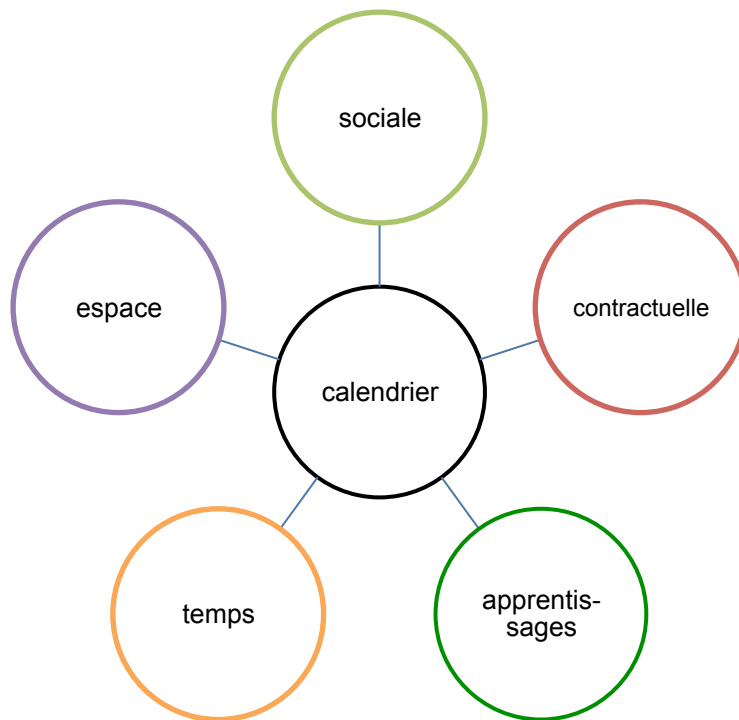 sociale
espace
contractuelle
calendrier
temps
apprentis-
sages